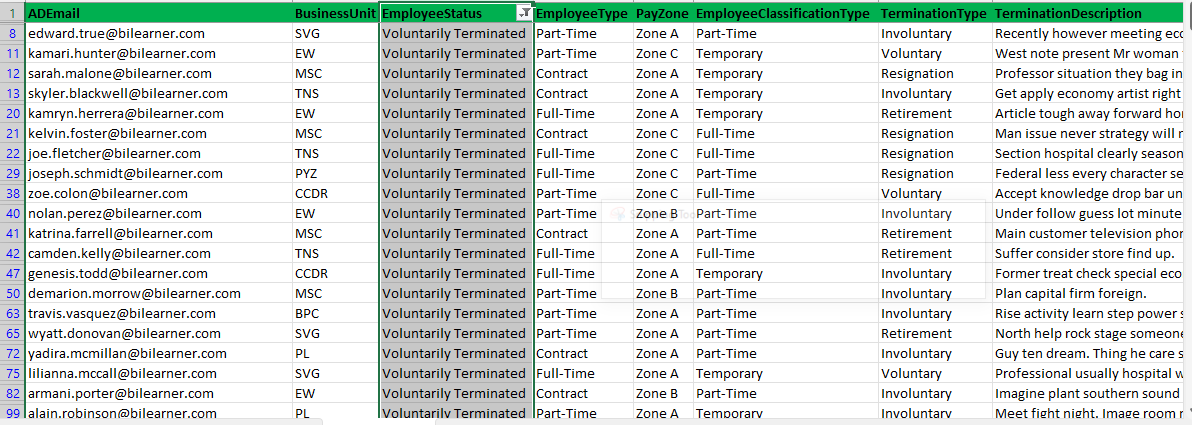 1 ADEmail BusinessUnit EmployeeStatus EmployeeType PayZone EmployeeClassificationType TerminationType TerminationDescription
8 edward.true@bilearner.com SVG Voluntarily Terminated Part-Time Zone A Part-Time Involuntary Recently however meeting
11 kamari.hunter@bilearner.com EW Voluntarily Terminated Part-Time Zone C Temporary Voluntary West note present Mr woman
12 sarah.malone@bilearner.com MSC Voluntarily Terminated Contract Zone A Temporary Resignation Professor situation they bag in
13 skyler.blackwell@bilearner.com TNS Voluntarily Terminated Contract Zone A Temporary Involuntary Get apply economy artist right
20 kamryn.herrera@bilearner.com EW Voluntarily Terminated Full-Time Zone A Temporary Retirement Article tough away forward
21 kelvin.foster@bilearner.com MSC Voluntarily Terminated Contract Zone C Full-Time Resignation Man issue never strategy will
22 joe.fletcher@bilearner.com TNS Voluntarily Terminated Full-Time Zone C Full-Time Resignation Section hospital clearly season
29 joseph.schmidt@bilearner.com PYZ Voluntarily Terminated Full-Time Zone C Part-Time Resignation Federal less every character
38 zoe.colon@bilearner.com CCDR Voluntarily Terminated Part-Time Zone C Full-Time Voluntary Accept knowledge drop bar
40 nolan.perez@bilearner.com EW Voluntarily Terminated Part-Time Zone B Part-Time Involuntary Under follow guess lot minute
41 katrina.farrell@bilearner.com MSC Voluntarily Terminated Contract Zone A Part-Time Retirement Main customer television
42 camden.kelly@bilearner.com TNS Voluntarily Terminated Full-Time Zone A Full-Time Retirement Suffer consider store find up.
47 genesis.todd@bilearner.com CCDR Voluntarily Terminated Full-Time Zone A Temporary Involuntary Former treat check special
50 demarion.morrow@bilearner.com MSC Voluntarily Terminated Part-Time Zone B Part-Time Involuntary Plan capital firm foreign.
63 travis.vasquez@bilearner.com BPC Voluntarily Terminated Part-Time Zone A Part-Time Involuntary Rise activity learn step power
65 wyatt.donovan@bilearner.com SVG Voluntarily Terminated Part-Time Zone A Part-Time Retirement North help rock stage someone
72 yadira.mcmillan@bilearner.com PL Voluntarily Terminated Contract Zone A Part-Time Involuntary Guy ten dream. Thing he care
75 lilianna.mccall@bilearner.com SVG Voluntarily Terminated Full-Time Zone A Temporary Voluntary Professional usually hospital
82 armani.porter@bilearner.com EW Voluntarily Terminated Contract Zone B Part-Time Involuntary Imagine plant southern sound
99 alain.robinson@bilearner.com PL Voluntarily Terminated Part-Time Zone A Temporary Involuntary Meet fight night. Image room